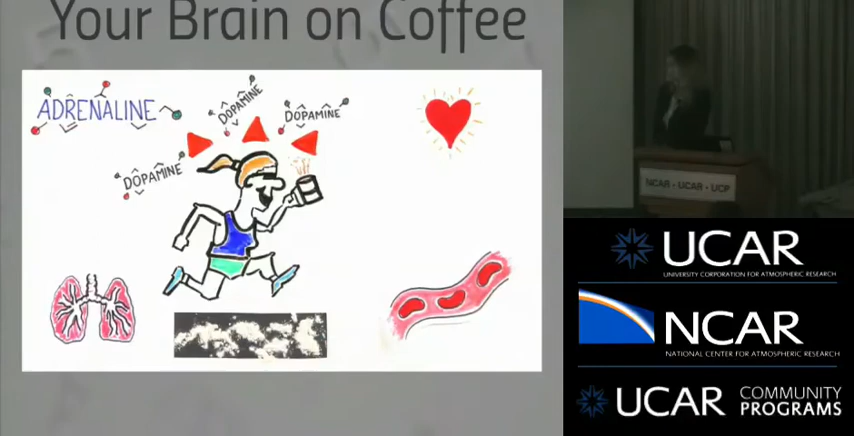 Your Brain on Coffee
ADRENALINE
DOPAMINE
DOPAMINE
DOPAMINE
NCAR - UCAR - UCP
UCAR
UNIVERSITY CORPORATION FOR ATMOSPHERIC RESEARCH
NCAR
NATIONAL CENTER FOR ATMOSPHERIC RESEARCH
UCAR COMMUNITY
PROGRAMS